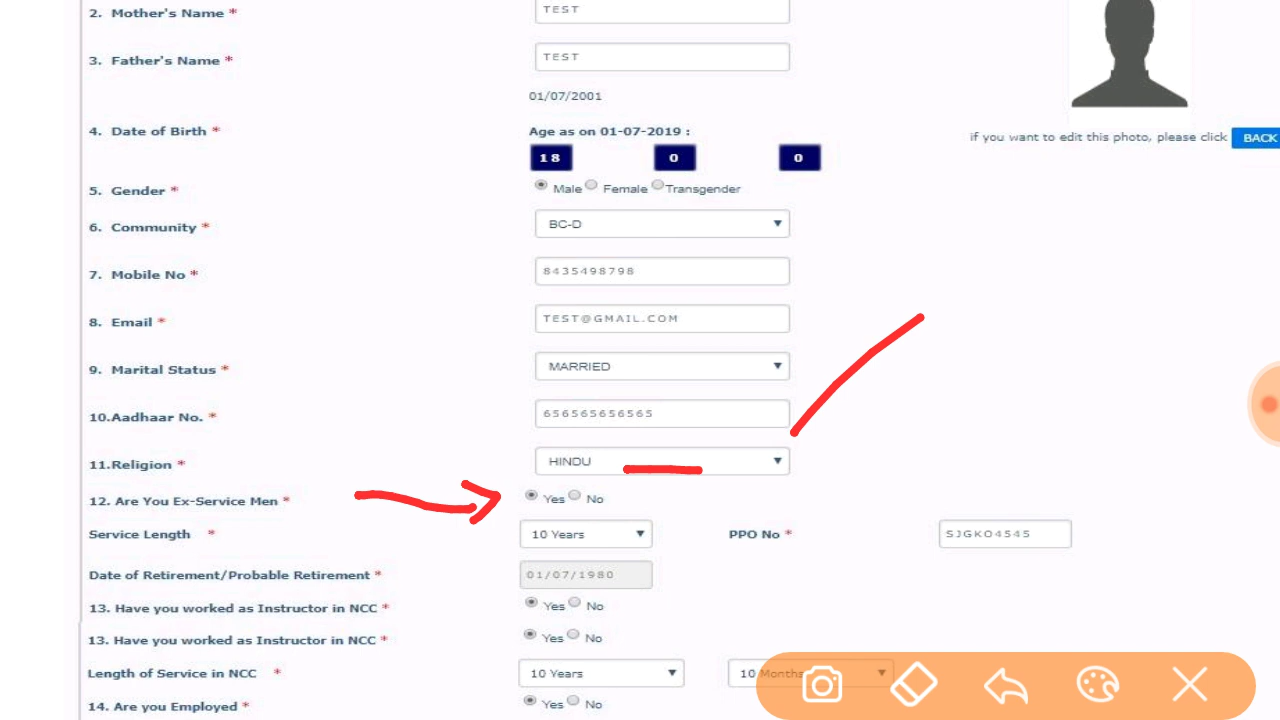 2. Mother's Name * TEST
3. Father's Name * TEST
01/07/2001
4. Date of Birth * Age as on 01-07-2019 :
if you want to edit this photo, please click BACK
18 0 0
5. Gender * Male Female Transgender
6. Community * BC-D
7. Mobile No * 8435498798
8. Email * TEST@GMAIL.COM
9. Marital Status * MARRIED
10.Aadhaar No. * 656565656565
11.Religion * HINDU
12. Are You Ex-Service Men * Yes No
Service Length * 10 Years PPO No * SJGKO4545
Date of Retirement/Probable Retirement * 01/07/1980
13. Have you worked as Instructor in NCC * Yes No
13. Have you worked as Instructor in NCC * Yes No
Length of Service in NCC * 10 Years 10 Months
14. Are you Employed * Yes No